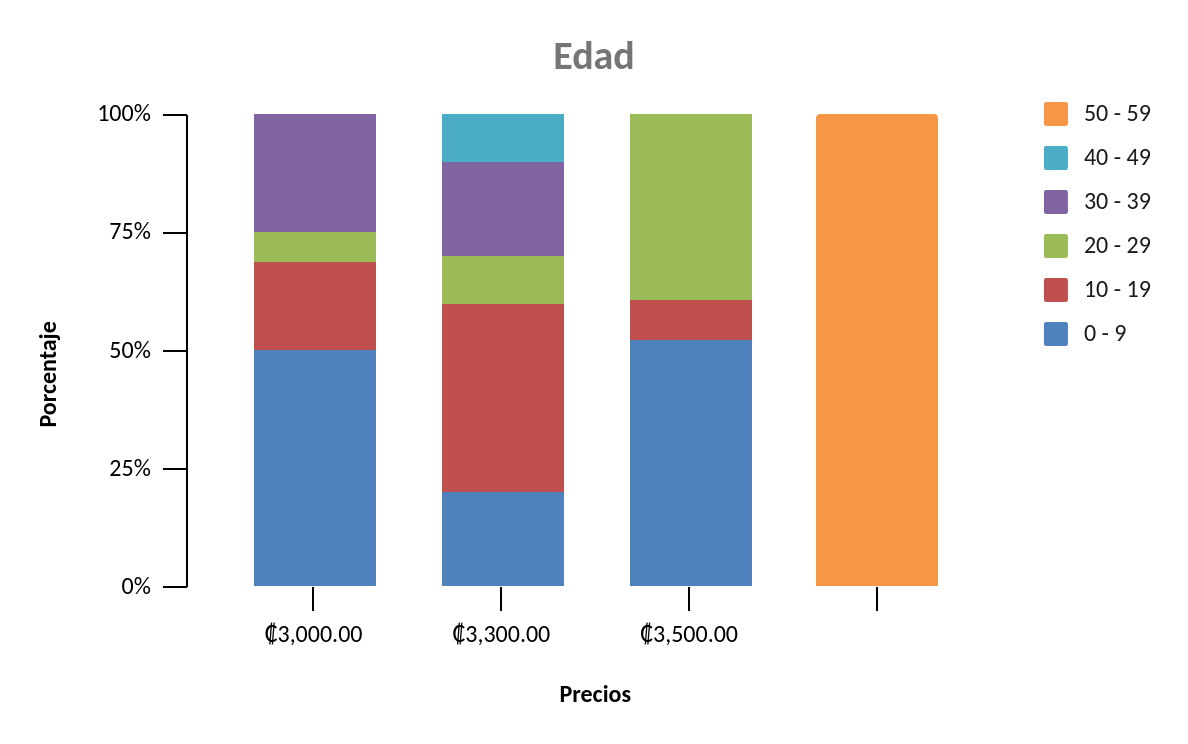 Edad
100%
75%
50%
25%
0%
Porcentaje
₡3,000.00
₡3,300.00
₡3,500.00
Precios
50 - 59
40 - 49
30 - 39
20 - 29
10 - 19
0 - 9